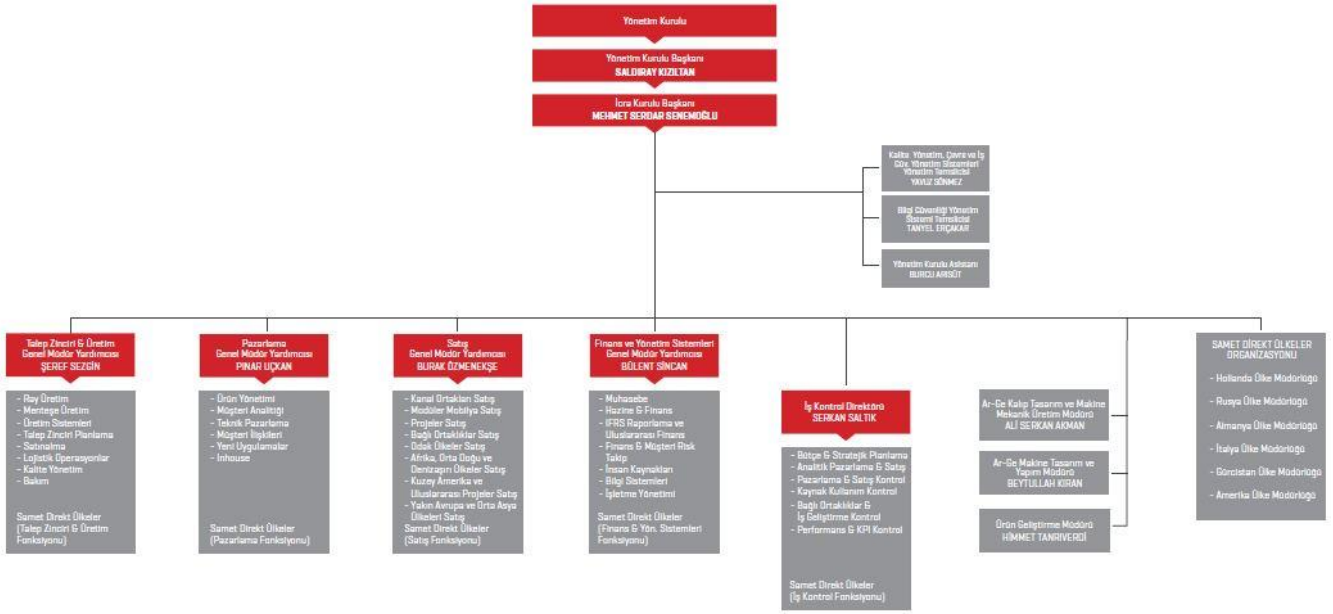 Yönetim Kurulu
Yönetim Kurulu Başkanı
SALDIRAY KIZILTAN
İcra Kurulu Başkanı
MEHMET SERDAR SENEMOĞLU
Kalite Yönetim, Çevre ve İş
Güv. Yönetim Sistemleri
Yönetim Temsilcisi
YAVUZ SÖNMEZ
Bilgi Güvenliği Yönetim
Sistemi Temsilcisi
TANYEL ERÇAKAR
Yönetim Kurulu Asistanı
BURCU ARISÜT
Talep Zinciri & Üretim
Genel Müdür Yardımcısı
ŞEREF SEZGİN
- Ray Üretim
- Menteşe Üretim
- Üretim Sistemleri
- Talep Zinciri Planlama
- Satınalma
- Lojistik Operasyonlar
- Kalite Yönetim
- Bakım
Samet Direkt Ülkeler
(Talep Zinciri & Üretim
Fonksiyonu)
Pazarlama
Genel Müdür Yardımcısı
PINAR UÇKAN
- Ürün Yönetimi
- Müşteri Analitiği
- Teknik Pazarlama
- Müşteri İlişkileri
- Yeni Uygulamalar
- Inhouse
Samet Direkt Ülkeler
(Pazarlama Fonksiyonu)
Satış
Genel Müdür Yardımcısı
BURAK ÖZMENEKŞE
- Kanal Ortakları Satış
- Modüler Mobilya Satış
- Projeler Satış
- Bağlı Ortaklıklar Satış
- Odak Ülkeler Satış
- Afrika, Orta Doğu ve
Denizaşırı Ülkeler Satış
- Kuzey Amerika ve
Uluslararası Projeler Satış
- Yakın Avrupa ve Orta Asya
Ülkeleri Satış
Samet Direkt Ülkeler
(Satış Fonksiyonu)
Finans ve Yönetim Sistemleri
Genel Müdür Yardımcısı
BÜLENT SİNCAN
- Muhasebe
- Hazine & Finans
- IFRS Raporlama ve
Uluslararası Finans
- Finans & Müşteri Risk
Takip
- İnsan Kaynakları
- Bilgi Sistemleri
- İşletme Yönetimi
Samet Direkt Ülkeler
(Finans & Yön. Sistemleri
Fonksiyonu)
İş Kontrol Direktörü
SERKAN SALTIK
- Bütçe & Stratejik Planlama
- Analitik Pazarlama & Satış
- Pazarlama & Satış Kontrol
- Kaynak Kullanım Kontrol
- Bağlı Ortaklıklar &
İş Geliştirme Kontrol
- Performans & KPI Kontrol
Samet Direkt Ülkeler
(İş Kontrol Fonksiyonu)
Ar-Ge Kalıp Tasarım ve Makine
Mekanik Üretim Müdürü
ALİ SERKAN AKMAN
Ar-Ge Makine Tasarım ve
Yapım Müdürü
BEYTULLAH KIRAN
Ürün Geliştirme Müdürü
HİMMET TANRIVERDİ
SAMET DİREKT ÜLKELER
ORGANİZASYONU
- Hollanda Ülke Müdürlüğü
- Rusya Ülke Müdürlüğü
- Almanya Ülke Müdürlüğü
- İtalya Ülke Müdürlüğü
- Gürcistan Ülke Müdürlüğü
- Amerika Ülke Müdürlüğü